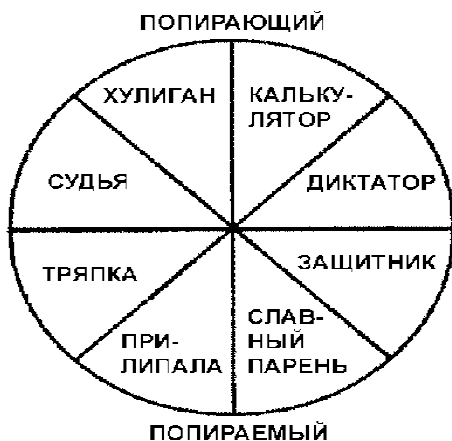 ПОПИРАЮЩИЙ
ХУЛИГАН
КАЛЬКУ-
ЛЯТОР
СУДЬЯ
ДИКТАТОР
ТРЯПКА
ЗАЩИТНИК
ПРИ-
ЛИПАЛА
СЛАВ-
НЫЙ
ПАРЕНЬ
ПОПИРАЕМЫЙ